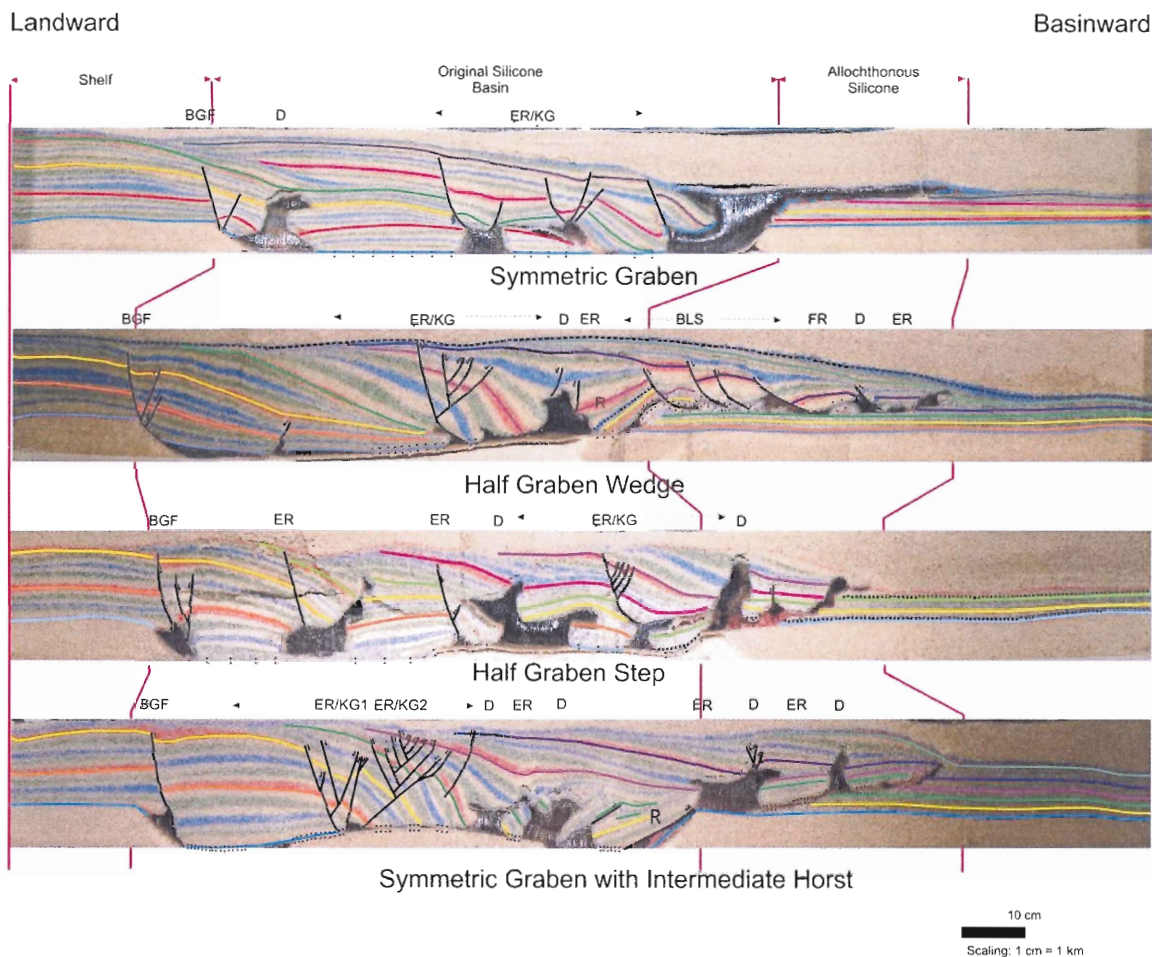 Landward
Basinward
Shelf
Original Silicone
Basin
Allochthonous
Silicone
BGF D ER/KG
Symmetric Graben
BGF ER/KG D ER BLS FR D ER
R
Half Graben Wedge
BGF ER ER D ER/KG D
Half Graben Step
BGF ER/KG1 ER/KG2 D ER D ER D ER D
R
Symmetric Graben with Intermediate Horst
10 cm
Scaling: 1 cm = 1 km